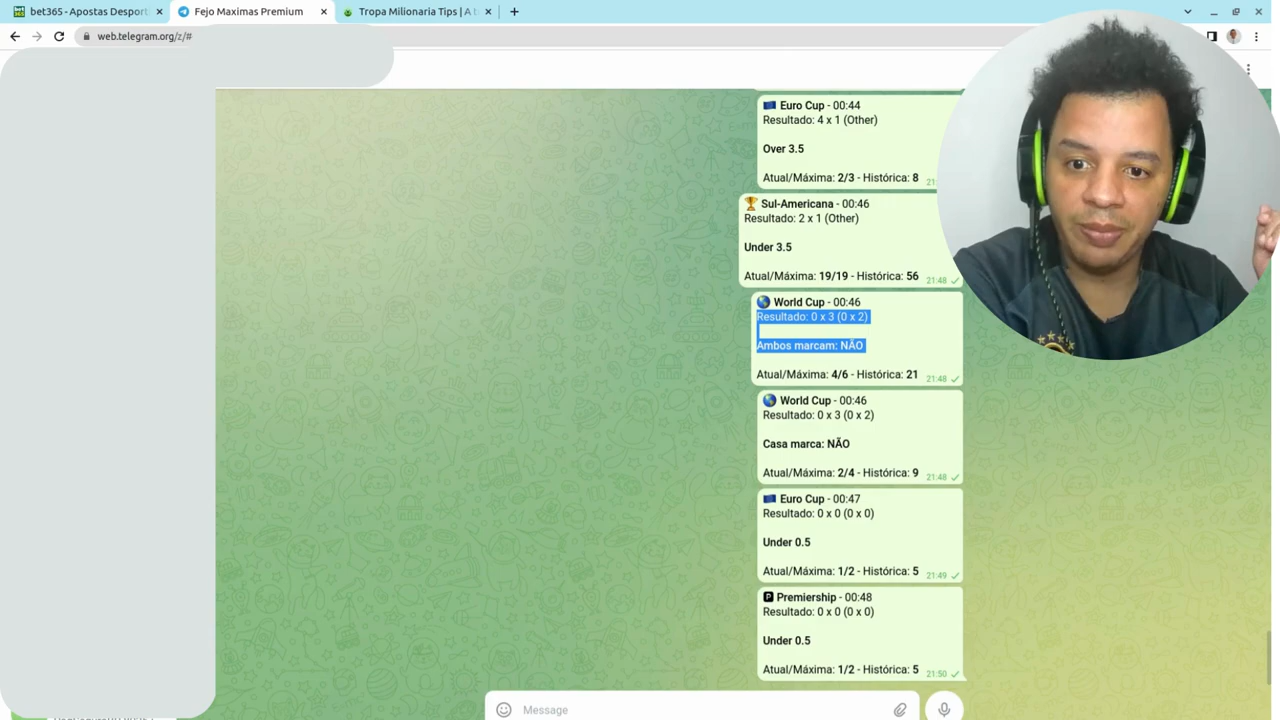 bet365 - Apostas Desport
Fejo Maximas Premium
Tropa Milionaria Tips | A t
web.telegram.org/z/#
Euro Cup - 00:44
Resultado: 4 x 1 (Other)
Over 3.5
Atual/Máxima: 2/3 - Histórica: 8
21:
Sul-Americana - 00:46
Resultado: 2 x 1 (Other)
Under 3.5
Atual/Máxima: 19/19 - Histórica: 56
21:48
World Cup - 00:46
Resultado: 0 x 3 (0 x 2)
Ambos marcam: NÃO
Atual/Máxima: 4/6 - Histórica: 21
21:48
World Cup - 00:46
Resultado: 0 x 3 (0 x 2)
Casa marca: NÃO
Atual/Máxima: 2/4 - Histórica: 9
21:48
Euro Cup - 00:47
Resultado: 0 x 0 (0 x 0)
Under 0.5
Atual/Máxima: 1/2 - Histórica: 5
21:49
P Premiership - 00:48
Resultado: 0 x 0 (0 x 0)
Under 0.5
Atual/Máxima: 1/2 - Histórica: 5
21:50
Message